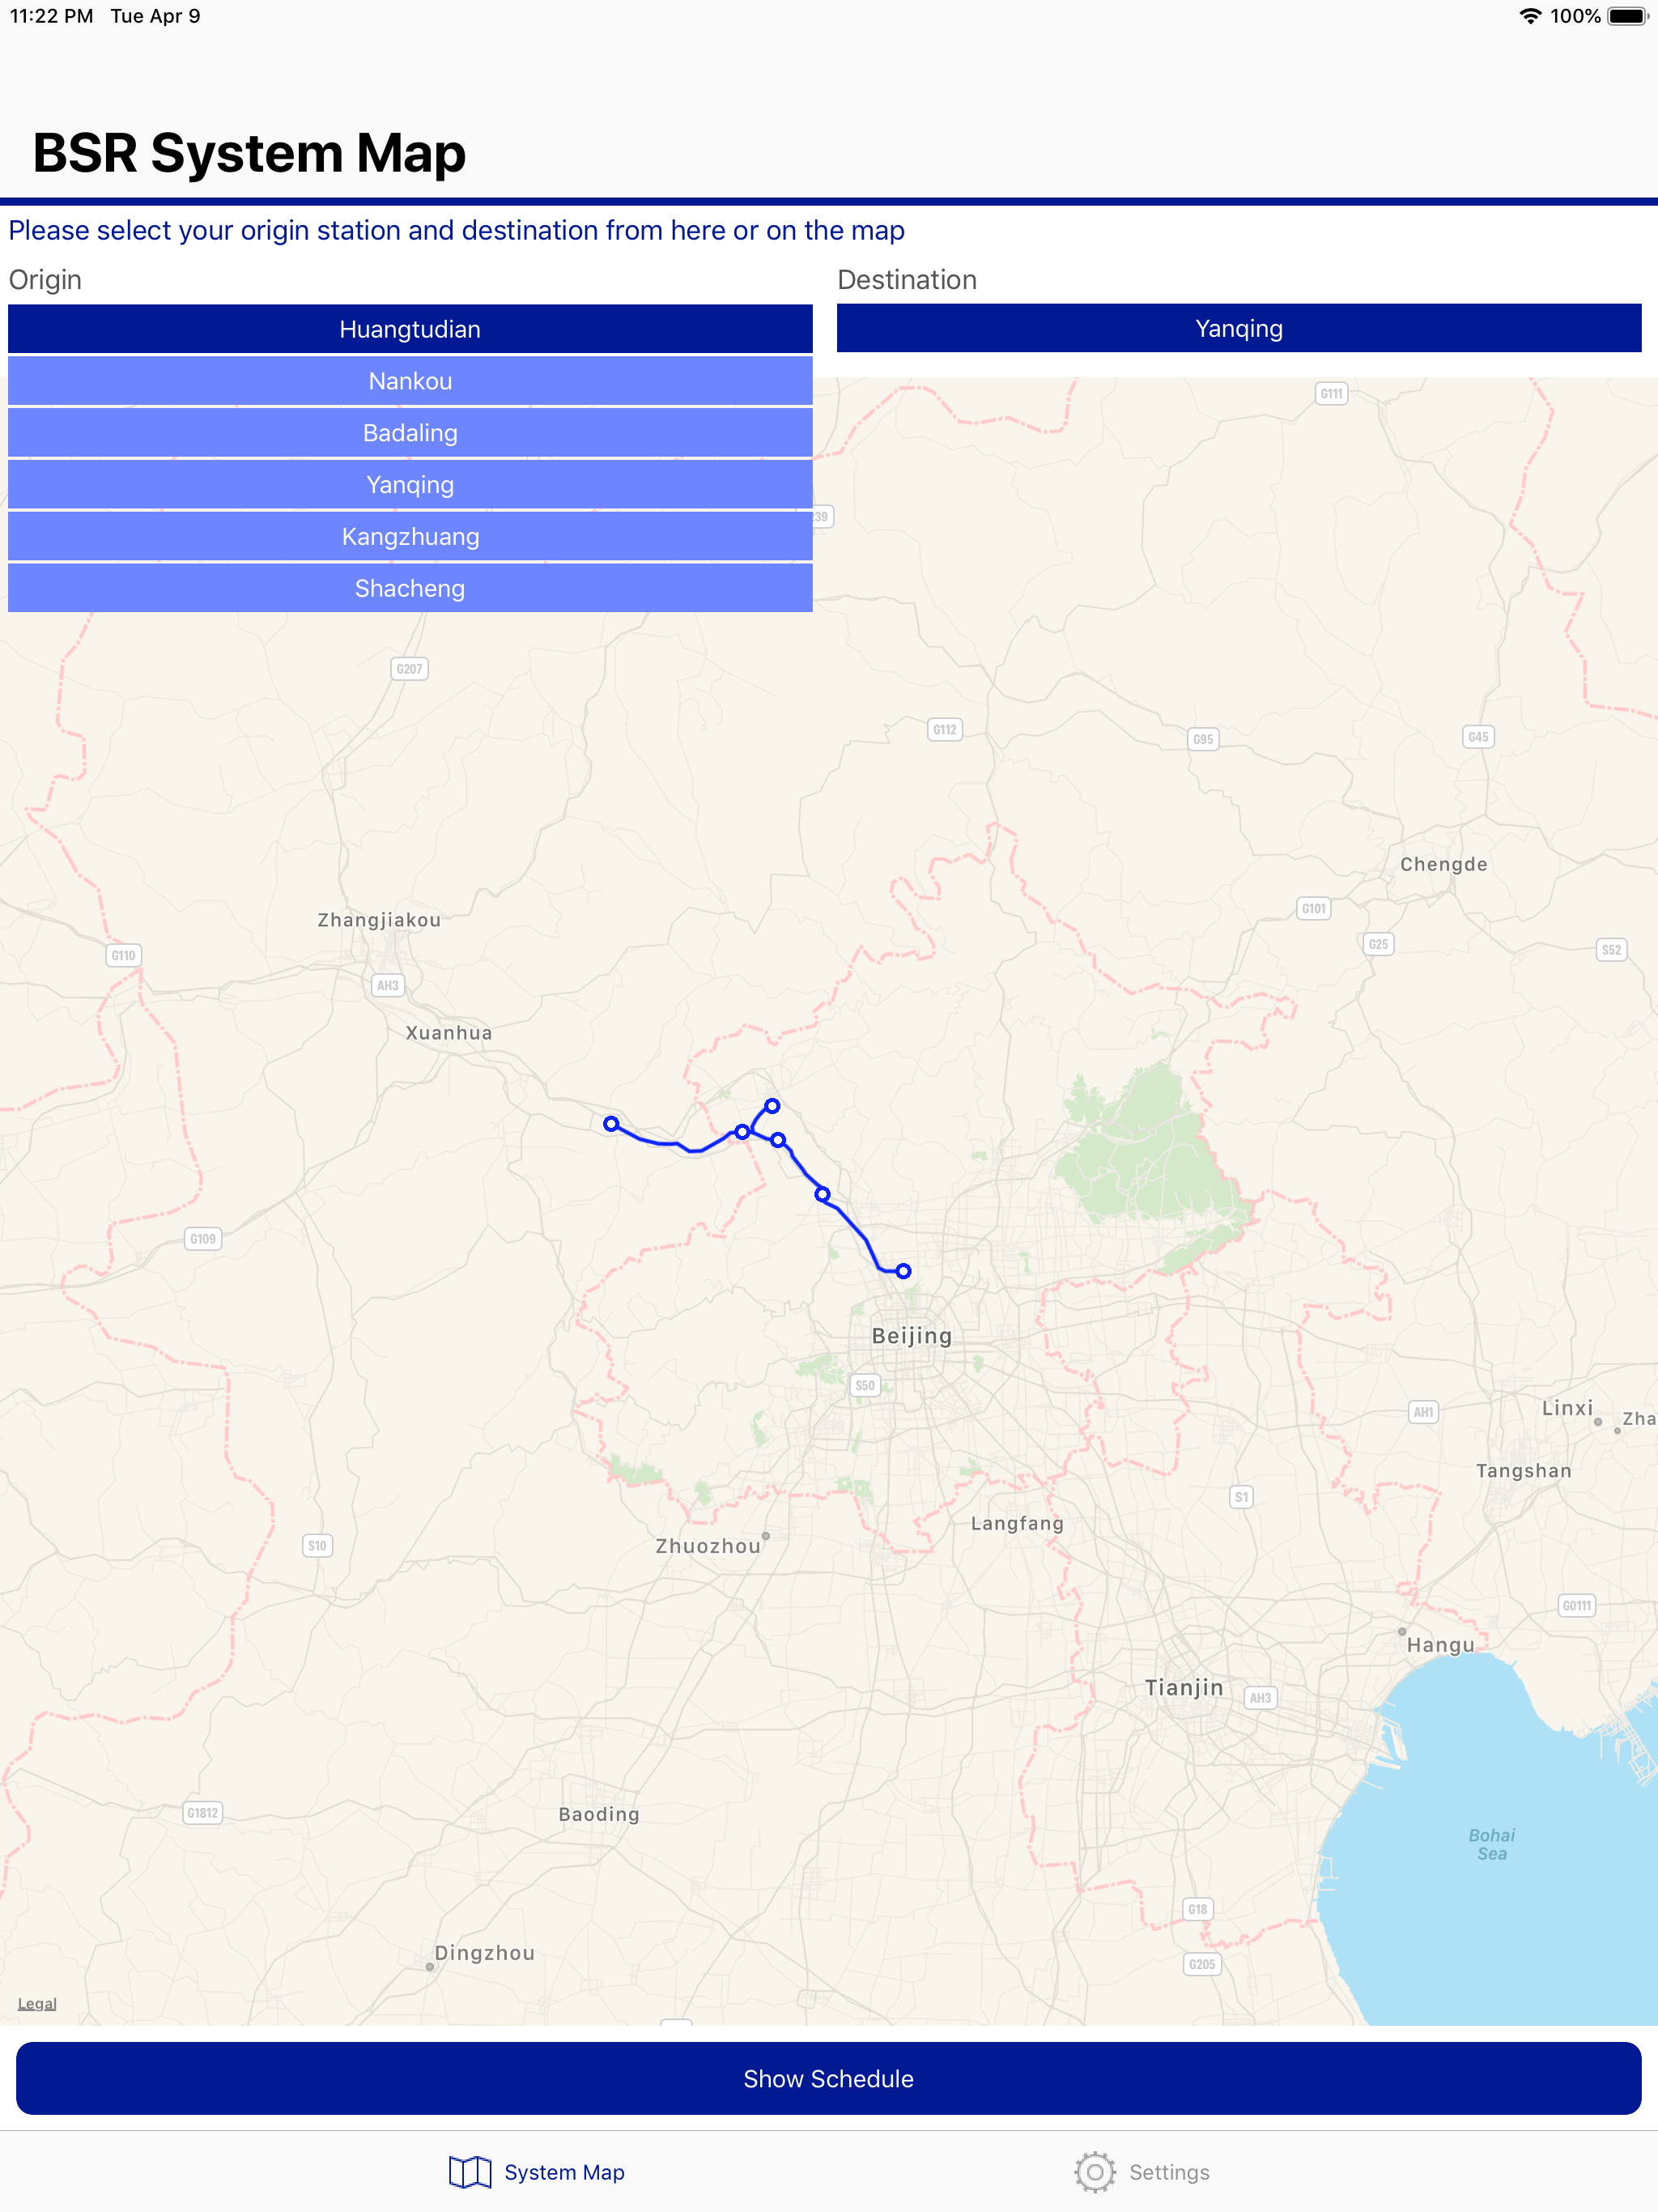 11:22 PM Tue Apr 9
100%
BSR System Map
Please select your origin station and destination from here or on the map
Origin
Destination
Huangtudian
Yanqing
Nankou
Badaling
Yanqing
Kangzhuang
Shacheng
G111
39
G207
G112
G95
G45
Chengde
Zhangjiakou
G101
G25
S52
G110
AH3
Xuanhua
G109
Beijing
S50
Linxi
AH1
Zha
Tangshan
S1
Langfang
Zhuozhou
S10
G0111
Hangu
Tianjin
AH3
G1812
Baoding
Bohai
Sea
G18
Dingzhou
G205
Legal
Show Schedule
System Map
Settings